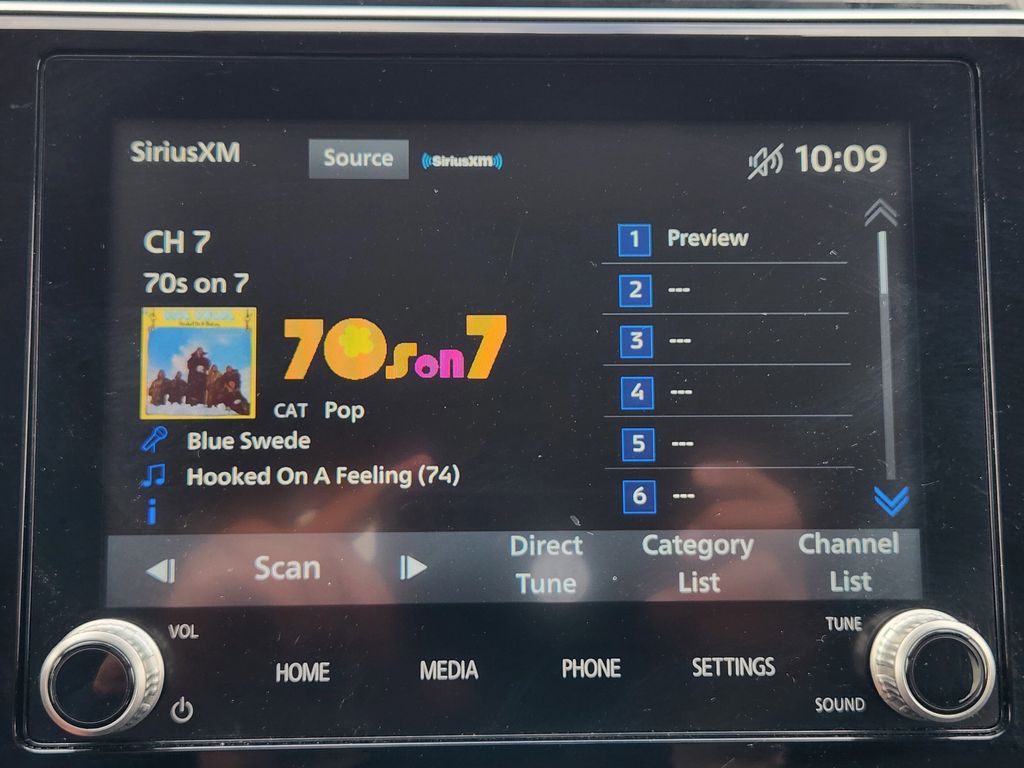 SiriusXM
Source
SiriusXM
10:09
CH 7
70s on 7
70s on 7
CAT Pop
Blue Swede
Hooked On A Feeling (74)
i
1 Preview
2 ---
3 ---
4 ---
5 ---
6 ---
Scan
Direct
Tune
Category
List
Channel
List
VOL
HOME
MEDIA
PHONE
SETTINGS
TUNE
SOUND